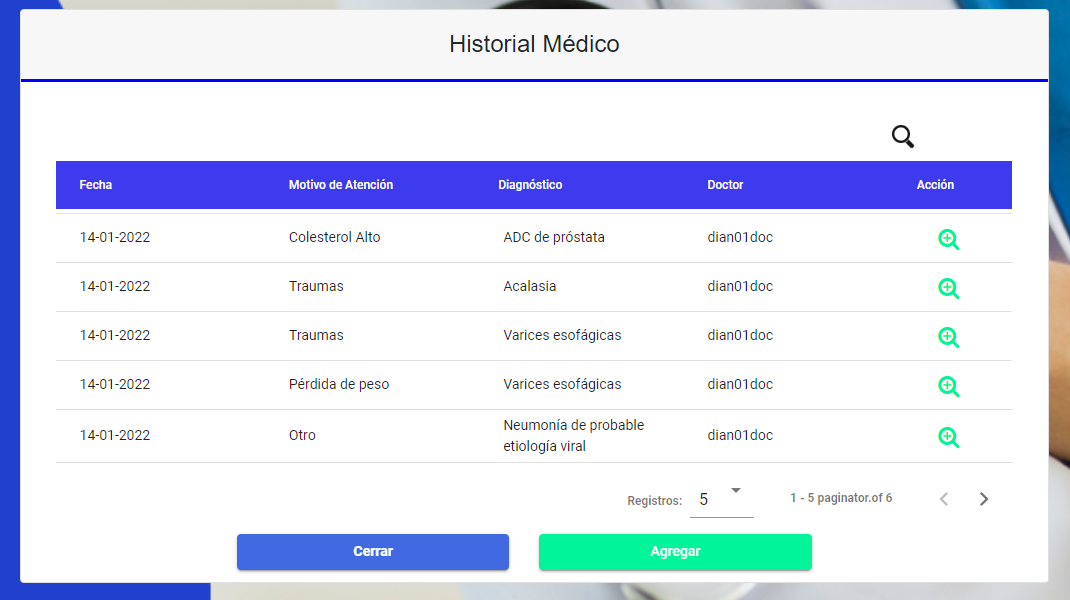 Historial Médico
Fecha Motivo de Atención Diagnóstico Doctor Acción
14-01-2022 Colesterol Alto ADC de próstata dian01doc
14-01-2022 Traumas Acalasia dian01doc
14-01-2022 Traumas Varices esofágicas dian01doc
14-01-2022 Pérdida de peso Varices esofágicas dian01doc
14-01-2022 Otro Neumonía de probable dian01doc
etiología viral
Registros: 5 1 - 5 paginator.of 6
Cerrar Agregar